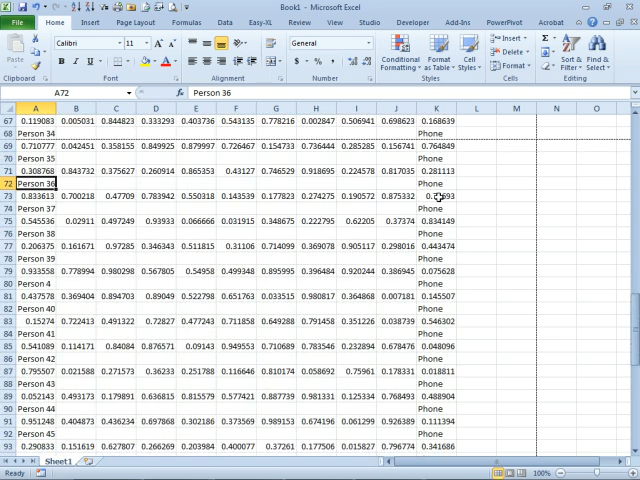 Book1 - Microsoft Excel
File Home Insert Page Layout Formulas Data Easy-XL Review View Studio Developer Add-Ins PowerPivot Acrobat
Paste Calibri 11 General Conditional Formatting Format as Table Cell Styles Insert Delete Format Sort & Filter Find & Select
Clipboard Font Alignment Number Styles Cells Editing
A72 fx Person 36
A B C D E F G H I J K L M N O
67 0.119083 0.005031 0.844823 0.333293 0.403736 0.543135 0.778216 0.002847 0.506941 0.698623 0.168639
68 Person 34 Phone
69 0.710777 0.042451 0.358155 0.849925 0.879997 0.726467 0.154733 0.736444 0.285285 0.156741 0.764849
70 Person 35 Phone
71 0.308768 0.843732 0.375627 0.260914 0.865353 0.43127 0.746529 0.918695 0.224578 0.817035 0.281113
72 Person 36 Phone
73 0.833613 0.700218 0.47709 0.783942 0.550318 0.143539 0.177823 0.274275 0.190572 0.875332
74 Person 37 Phone
75 0.545536 0.02911 0.497249 0.93933 0.066666 0.031915 0.348675 0.222795 0.62205 0.37374 0.834149
76 Person 38 Phone
77 0.206375 0.161671 0.97285 0.346343 0.511815 0.31106 0.714099 0.369078 0.905117 0.298016 0.443474
78 Person 39 Phone
79 0.933558 0.778994 0.980298 0.567805 0.54958 0.499348 0.895529 0.396484 0.920244 0.386945 0.075628
80 Person 4 Phone
81 0.437578 0.369404 0.894703 0.89049 0.522798 0.651763 0.033515 0.980817 0.364868 0.007181 0.145507
82 Person 40 Phone
83 0.15274 0.722413 0.491322 0.72827 0.477243 0.711858 0.649288 0.791458 0.351226 0.038739 0.546302
84 Person 41 Phone
85 0.541089 0.114171 0.84084 0.876571 0.09143 0.949553 0.710689 0.783541 0.232894 0.678476 0.048096
86 Person 42 Phone
87 0.795507 0.021588 0.271573 0.36233 0.251788 0.116646 0.810174 0.058692 0.75961 0.178331 0.018811
88 Person 43 Phone
89 0.052143 0.493173 0.179891 0.636815 0.815579 0.577421 0.887739 0.981331 0.125334 0.768493 0.488904
90 Person 44 Phone
91 0.951248 0.404873 0.436234 0.697868 0.302186 0.373569 0.989153 0.674196 0.061299 0.926389 0.111394
92 Person 45 Phone
93 0.290833 0.151619 0.627807 0.266269 0.203984 0.400077 0.37261 0.177506 0.015827 0.796774 0.341686
Sheet1
Ready 100%